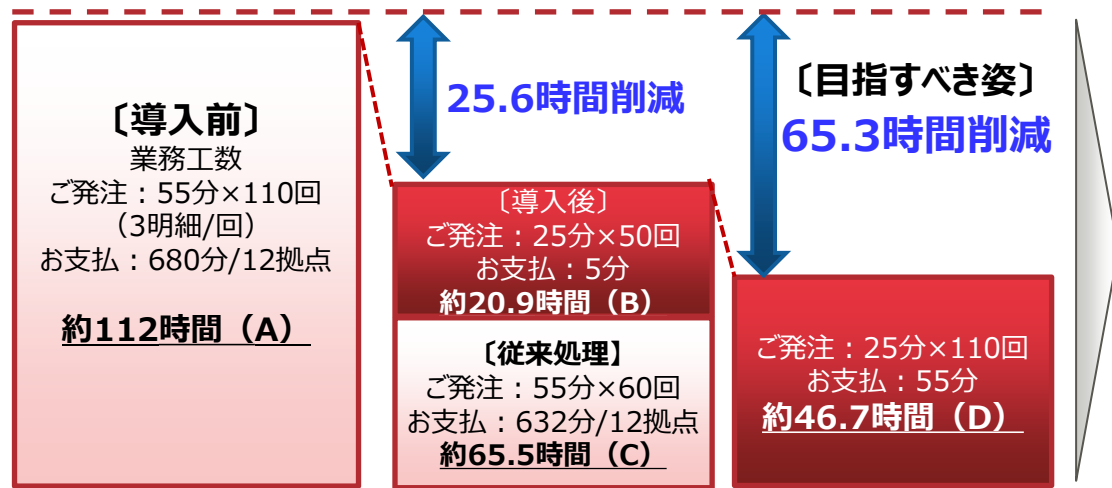 〔導入前〕
業務工数
ご発注：55分×110回
（3明細/回）
お支払：680分/12拠点
約112時間（A）
25.6時間削減
〔導入後〕
ご発注：25分×50回
お支払：5分
約20.9時間（B）
〔従来処理】
ご発注：55分×60回
お支払：632分/12拠点
約65.5時間（C）
〔目指すべき姿〕
65.3時間削減
ご発注：25分×110回
お支払：55分
約46.7時間（D）